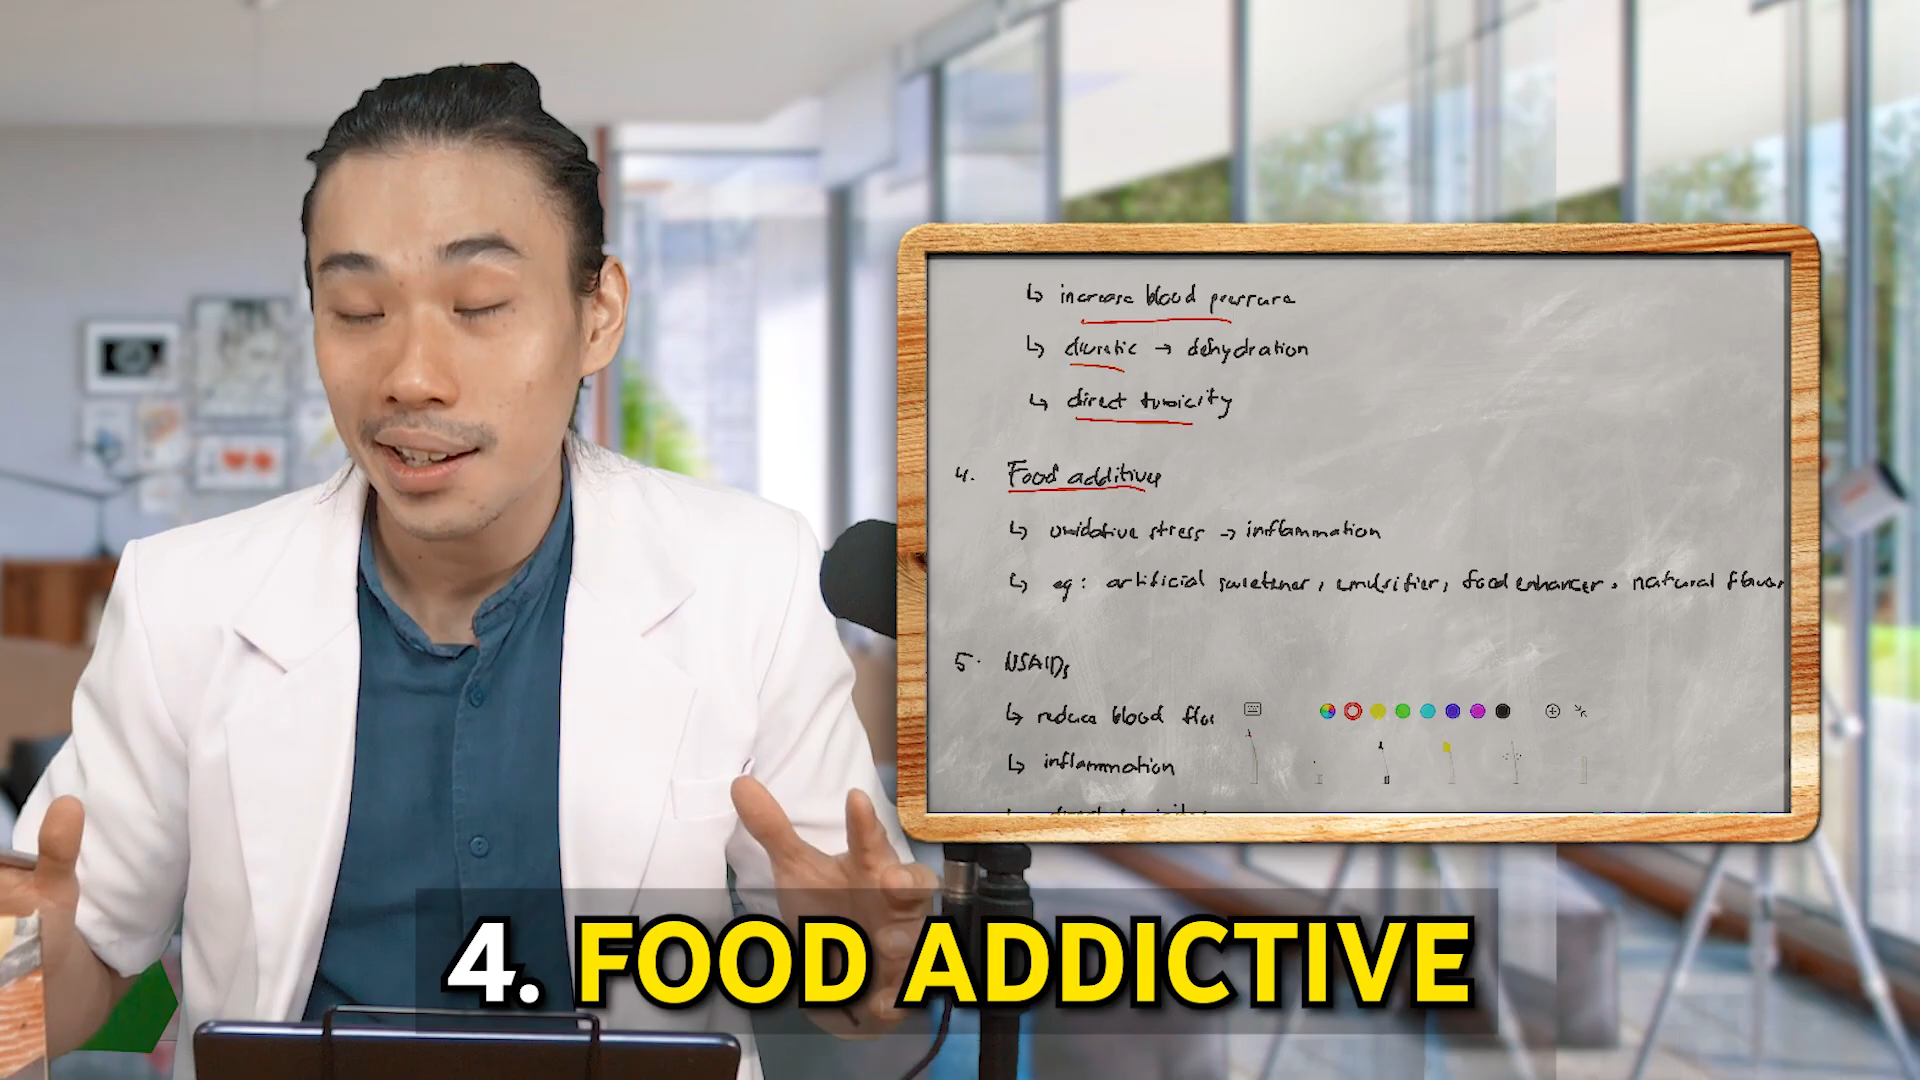 ↳ increase blood pressure
↳ diuretic → dehydration
↳ direct toxicity
4. Food additive
↳ oxidative stress → inflammation
↳ eg: artificial sweetener, emulsifier, food enhancer, natural flavor
5. NSAIDs
↳ reduce blood flo
↳ inflammation
4. FOOD ADDICTIVE